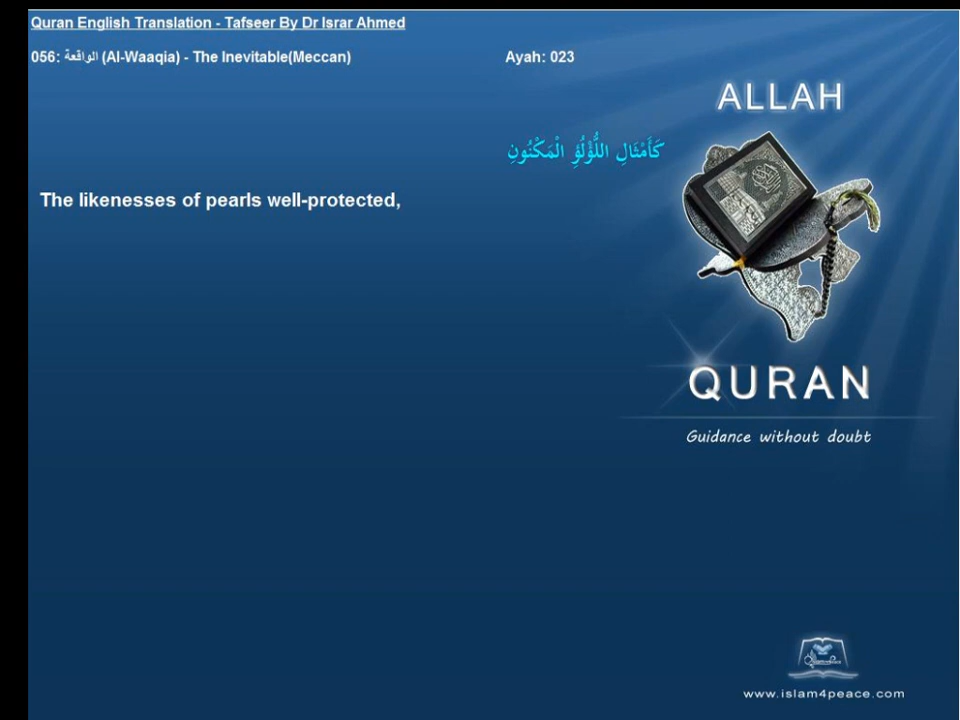 Quran English Translation - Tafseer By Dr Israr Ahmed
056: الواقعة (Al-Waaqia) - The Inevitable(Meccan) Ayah: 023
ALLAH
كَأَمْثَالِ اللُّؤْلُؤِ الْمَكْنُونِ
The likenesses of pearls well-protected,
QURAN
Guidance without doubt
www.islam4peace.com